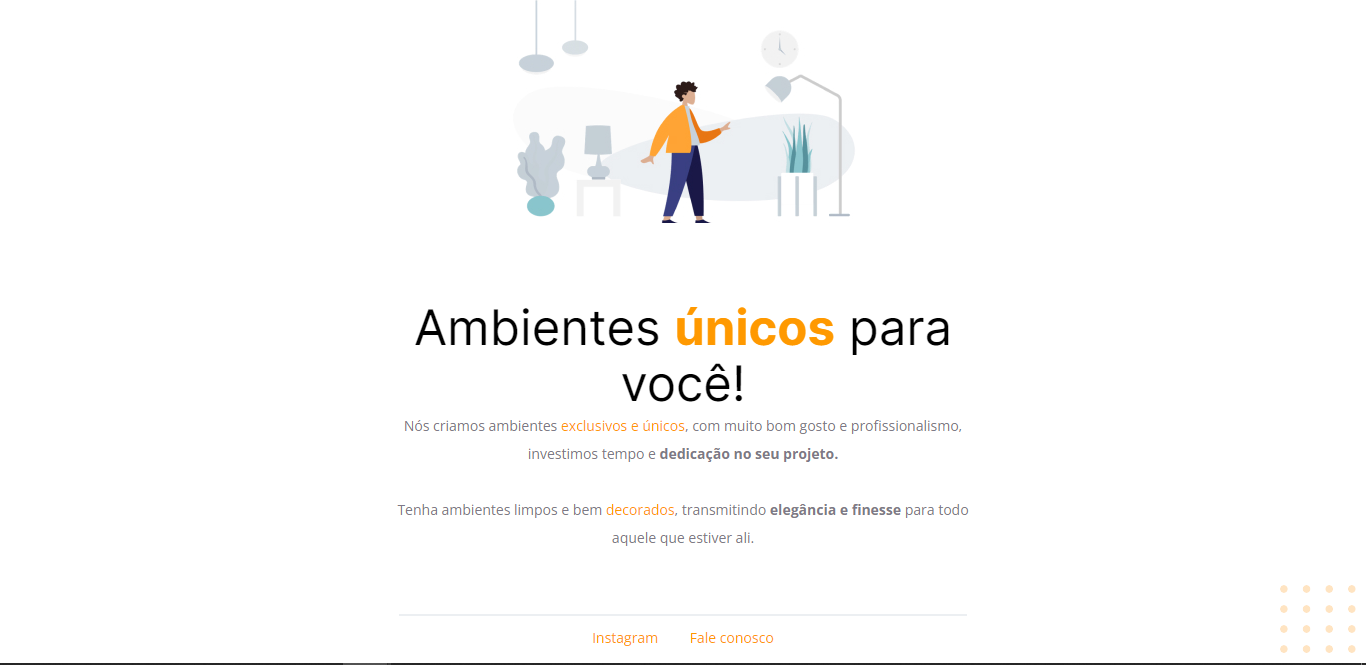 Ambientes únicos para
você!
Nós criamos ambientes exclusivos e únicos, com muito bom gosto e profissionalismo,
investimos tempo e dedicação no seu projeto.
Tenha ambientes limpos e bem decorados, transmitindo elegância e finesse para todo
aquele que estiver ali.
Instagram Fale conosco